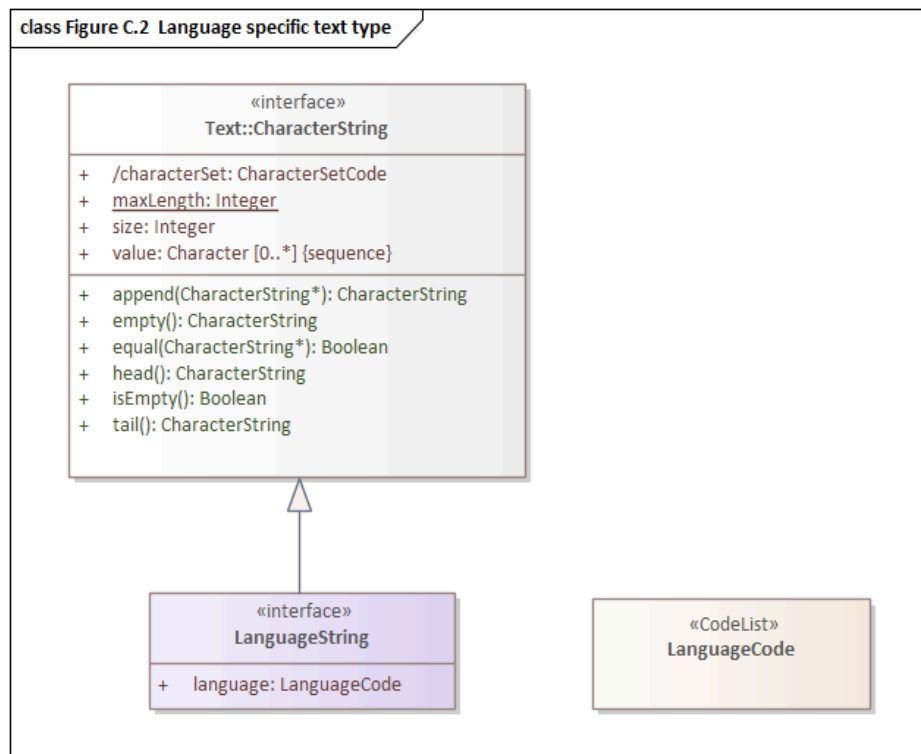 class Figure C.2  Language specific text type
«interface»
Text::CharacterString
+ /characterSet: CharacterSetCode
+ maxLength: Integer
+ size: Integer
+ value: Character [0..*] {sequence}
+ append(CharacterString*): CharacterString
+ empty(): CharacterString
+ equal(CharacterString*): Boolean
+ head(): CharacterString
+ isEmpty(): Boolean
+ tail(): CharacterString
«interface»
LanguageString
+ language: LanguageCode
«CodeList»
LanguageCode